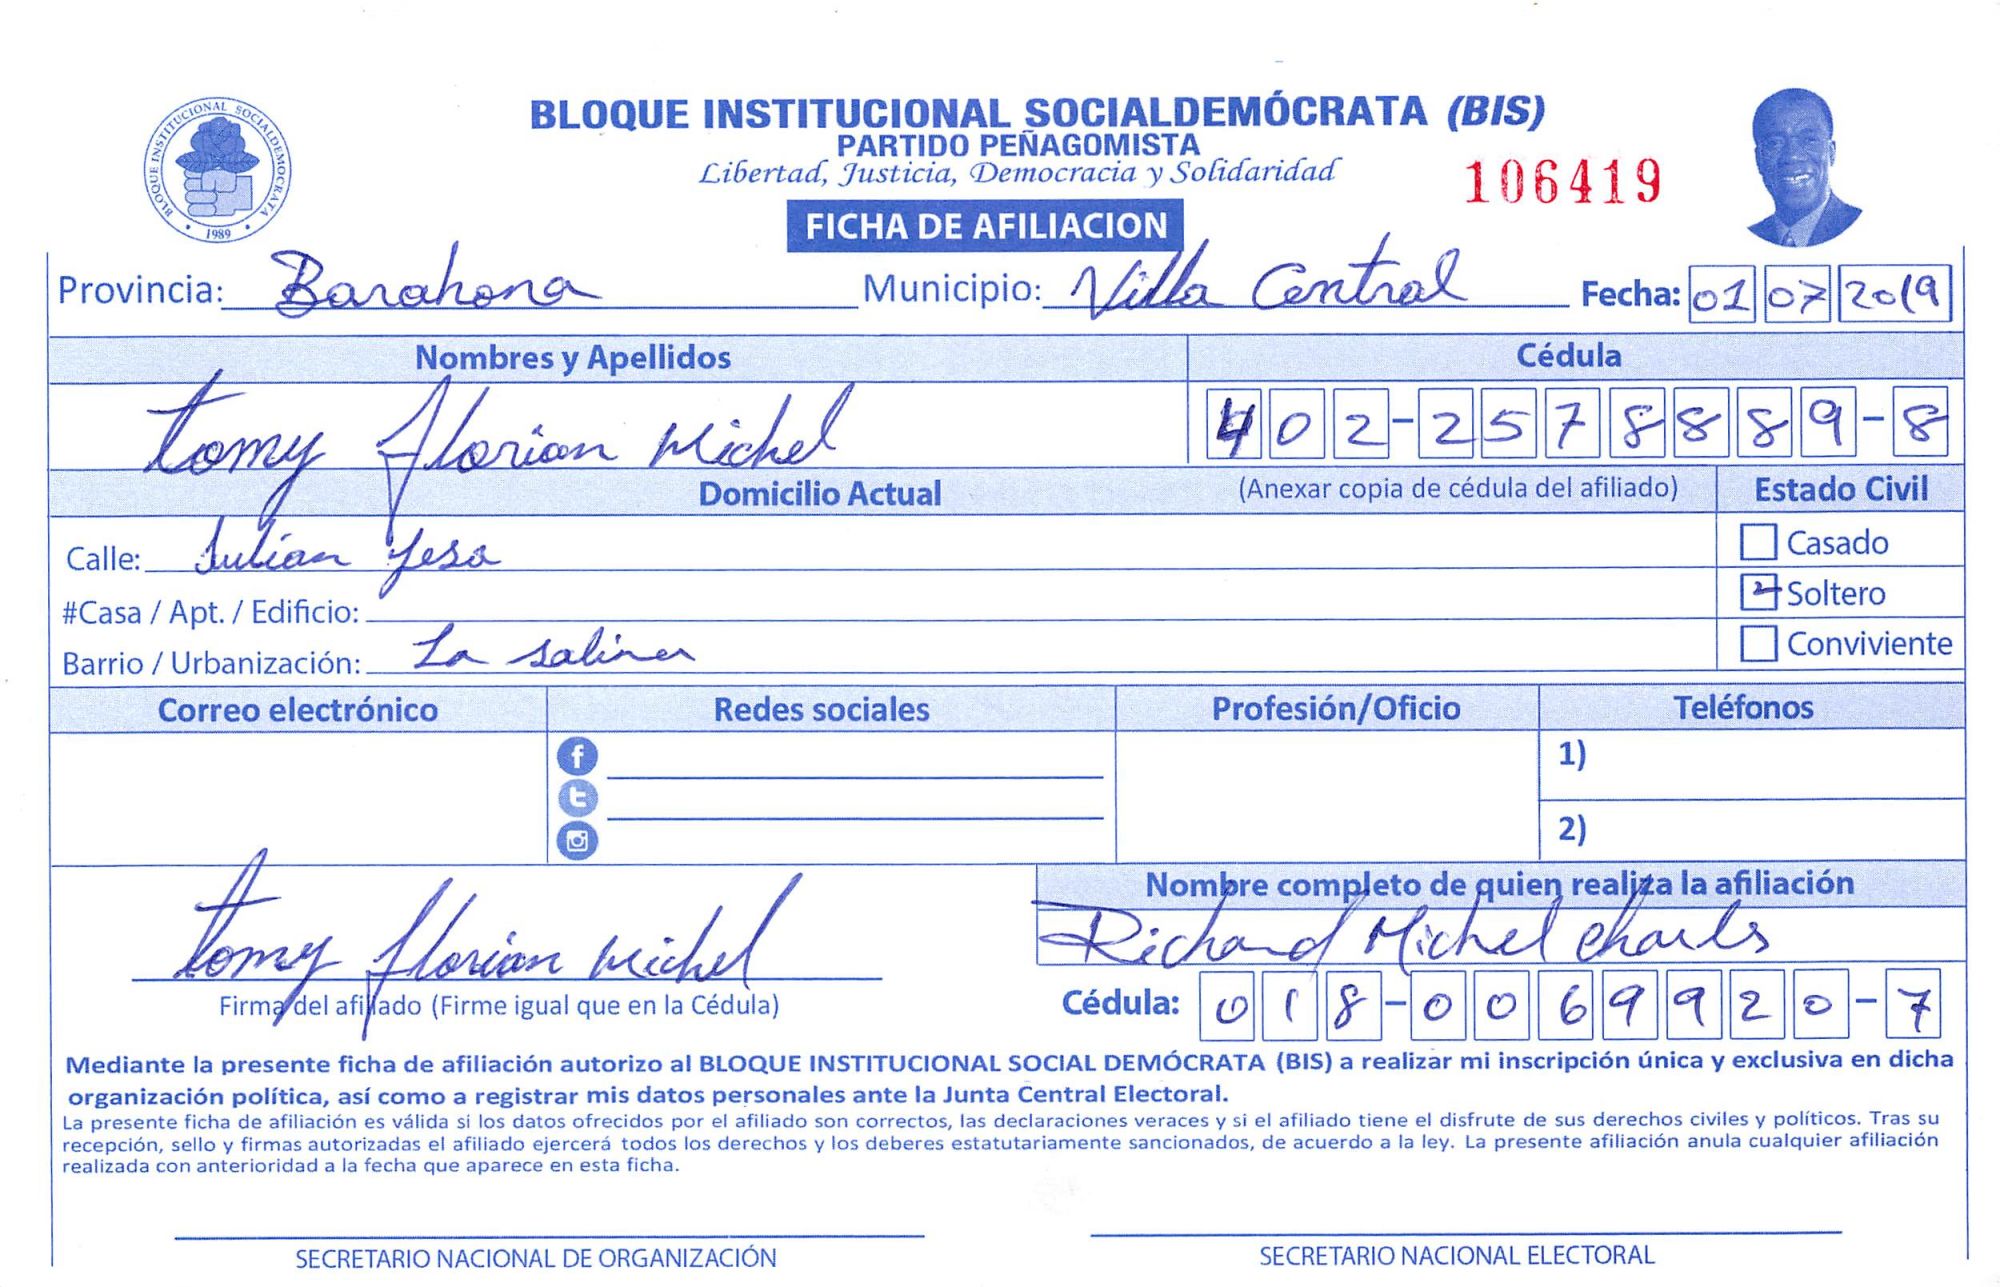 BLOQUE INSTITUCIONAL SOCIALDEMÓCRATA (BIS)
BLOQUE INSTITUCIONAL SOCIALDEMOCRATA
1989
PARTIDO PEÑAGOMISTA
Libertad, Justicia, Democracia y Solidaridad
106419
FICHA DE AFILIACION
Provincia: Barahona Municipio: Villa Central Fecha: 01 07 2019
Nombres y Apellidos Cédula
tomy florian Michel 402-2578889-8
Domicilio Actual (Anexar copia de cédula del afiliado) Estado Civil
Calle: Julian Casado
#Casa / Apt. / Edificio: Soltero
Barrio / Urbanización: La salina Conviviente
Correo electrónico Redes sociales Profesión/Oficio Teléfonos
1)
2)
Nombre completo de quien realiza la afiliación
tomy florian Michel Richard Michel charls
Firma del afiliado (Firme igual que en la Cédula) Cédula: 018-0069920-7
Mediante la presente ficha de afiliación autorizo al BLOQUE INSTITUCIONAL SOCIAL DEMÓCRATA (BIS) a realizar mi inscripción única y exclusiva en dicha
organización política, así como a registrar mis datos personales ante la Junta Central Electoral.
La presente ficha de afiliación es válida si los datos ofrecidos por el afiliado son correctos, las declaraciones veraces y si el afiliado tiene el disfrute de sus derechos civiles y políticos. Tras su
recepción, sello y firmas autorizadas el afiliado ejercerá todos los derechos y los deberes estatutariamente sancionados, de acuerdo a la ley. La presente afiliación anula cualquier afiliación
realizada con anterioridad a la fecha que aparece en esta ficha.
SECRETARIO NACIONAL DE ORGANIZACIÓN SECRETARIO NACIONAL ELECTORAL